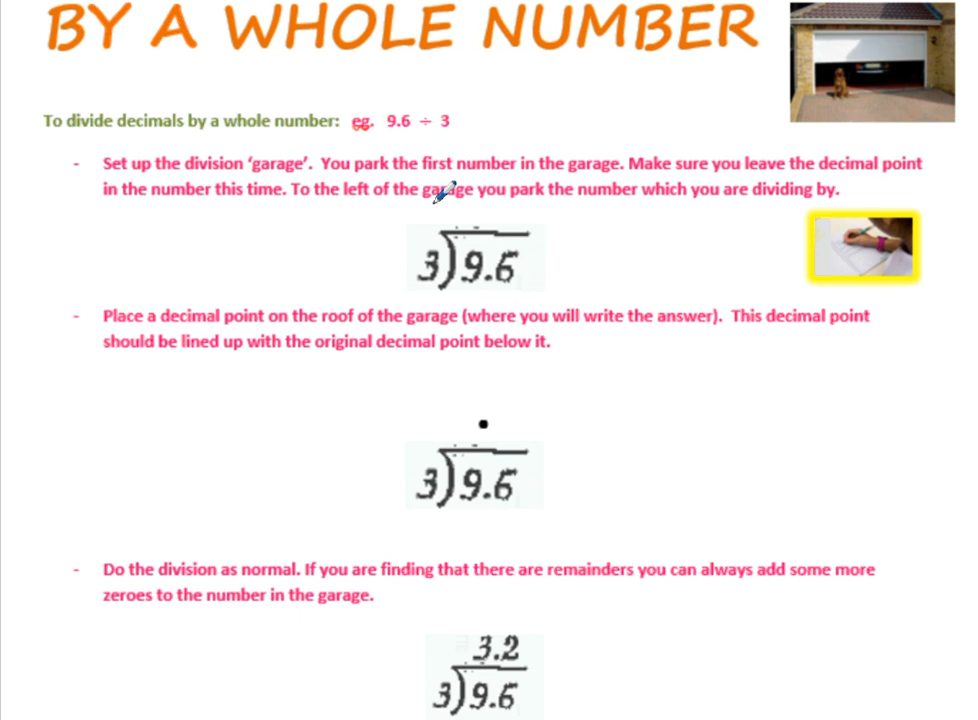 BY A WHOLE NUMBER
To divide decimals by a whole number: eg. 9.6 ÷ 3
- Set up the division ‘garage’. You park the first number in the garage. Make sure you leave the decimal point
in the number this time. To the left of the garage you park the number which you are dividing by.
3)9.6
- Place a decimal point on the roof of the garage (where you will write the answer). This decimal point
should be lined up with the original decimal point below it.
.
3)9.6
- Do the division as normal. If you are finding that there are remainders you can always add some more
zeroes to the number in the garage.
3.2
3)9.6